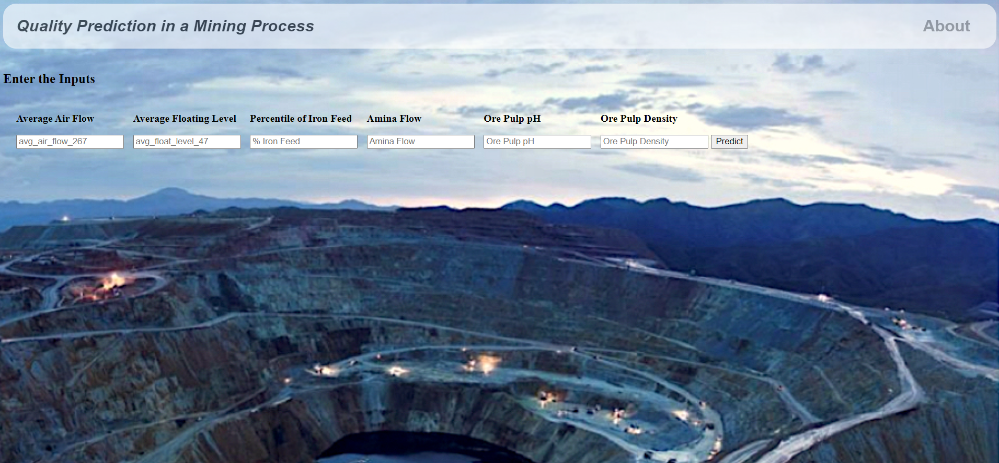 Quality Prediction in a Mining Process About
Enter the Inputs
Average Air Flow Average Floating Level Percentile of Iron Feed Amina Flow Ore Pulp pH Ore Pulp Density
avg_air_flow_267 avg_float_level_47 % Iron Feed Amina Flow Ore Pulp pH Ore Pulp Density Predict